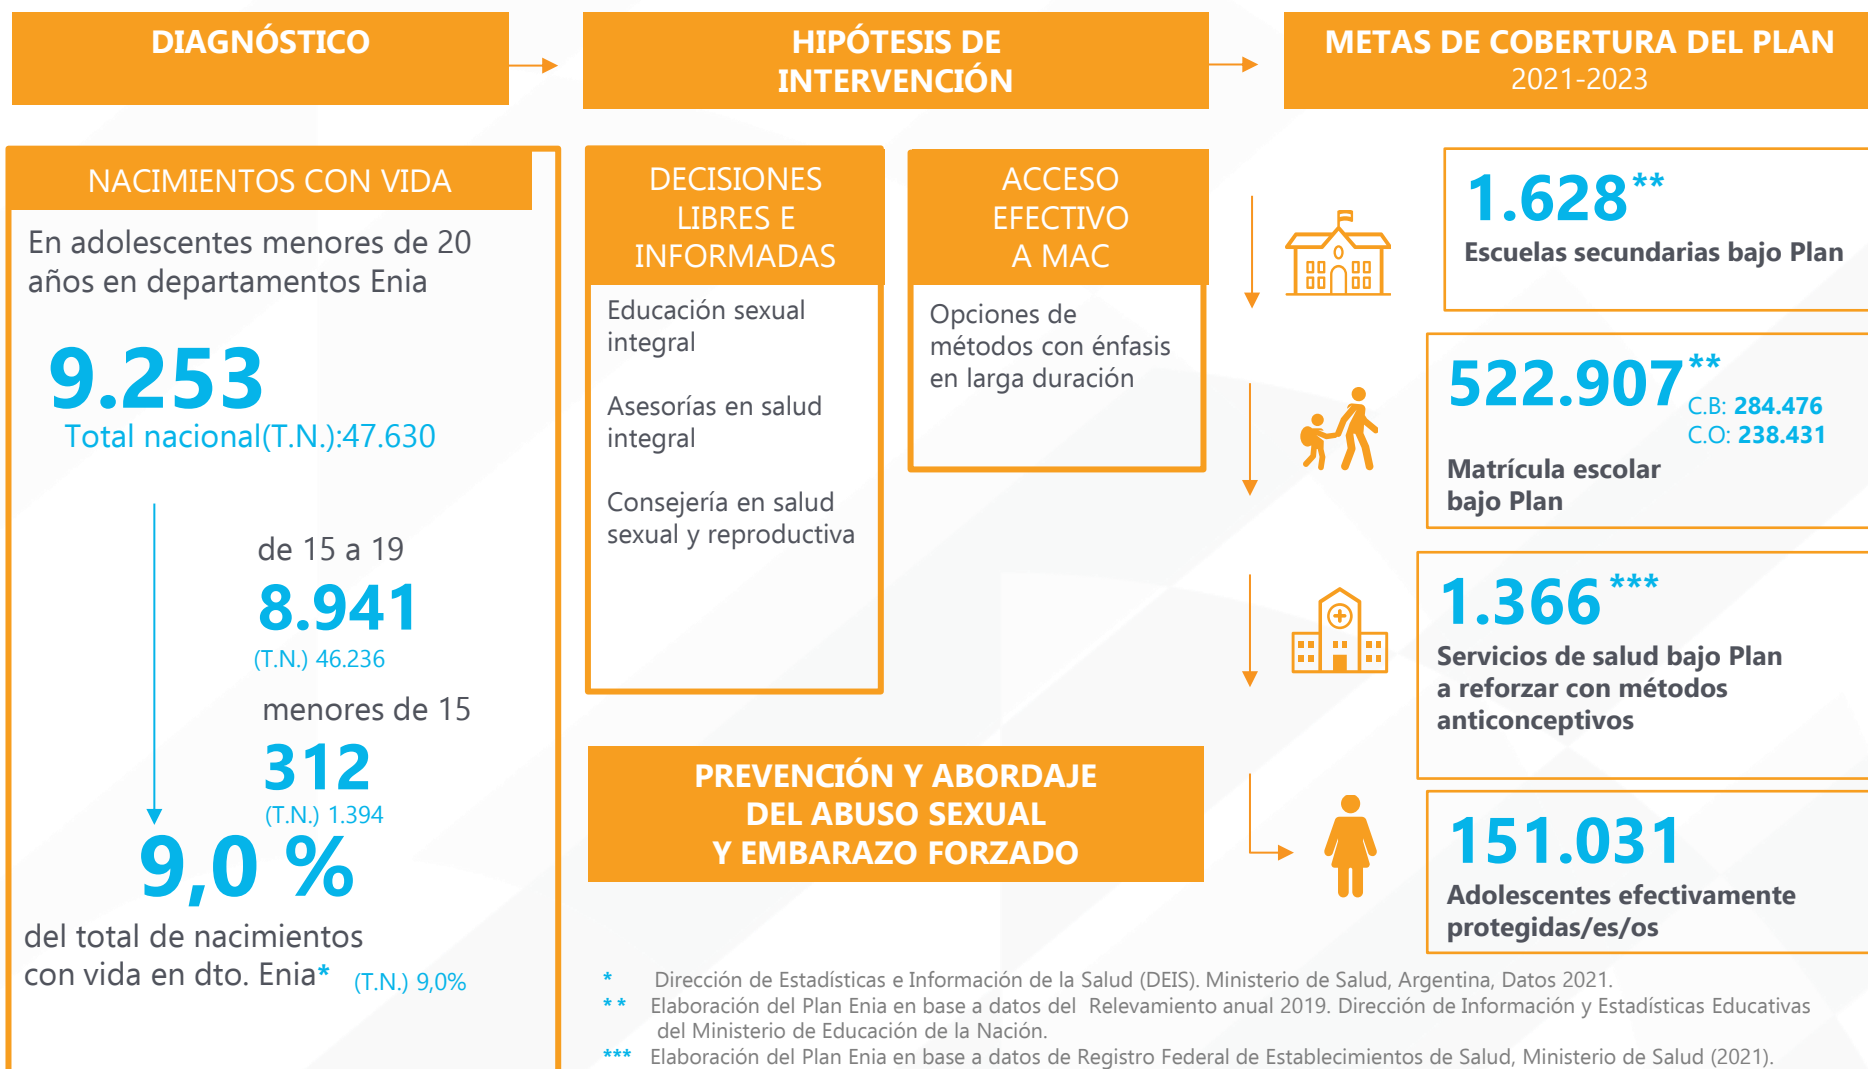 DIAGNÓSTICO
HIPÓTESIS DE
INTERVENCIÓN
METAS DE COBERTURA DEL PLAN
2021-2023
NACIMIENTOS CON VIDA
En adolescentes menores de 20
años en departamentos Enia
9.253
Total nacional(T.N.):47.630
de 15 a 19
8.941
(T.N.) 46.236
menores de 15
312
(T.N.) 1.394
9,0 %
del total de nacimientos
con vida en dto. Enia* (T.N.) 9,0%
DECISIONES
LIBRES E
INFORMADAS
Educación sexual
integral
Asesorías en salud
integral
Consejería en salud
sexual y reproductiva
ACCESO
EFECTIVO
A MAC
Opciones de
métodos con énfasis
en larga duración
PREVENCIÓN Y ABORDAJE
DEL ABUSO SEXUAL
Y EMBARAZO FORZADO
1.628**
Escuelas secundarias bajo Plan
522.907**
C.B: 284.476
C.O: 238.431
Matrícula escolar
bajo Plan
1.366***
Servicios de salud bajo Plan
a reforzar con métodos
anticonceptivos
151.031
Adolescentes efectivamente
protegidas/es/os
* Dirección de Estadísticas e Información de la Salud (DEIS). Ministerio de Salud, Argentina, Datos 2021.
** Elaboración del Plan Enia en base a datos del Relevamiento anual 2019. Dirección de Información y Estadísticas Educativas
del Ministerio de Educación de la Nación.
*** Elaboración del Plan Enia en base a datos de Registro Federal de Establecimientos de Salud, Ministerio de Salud (2021).